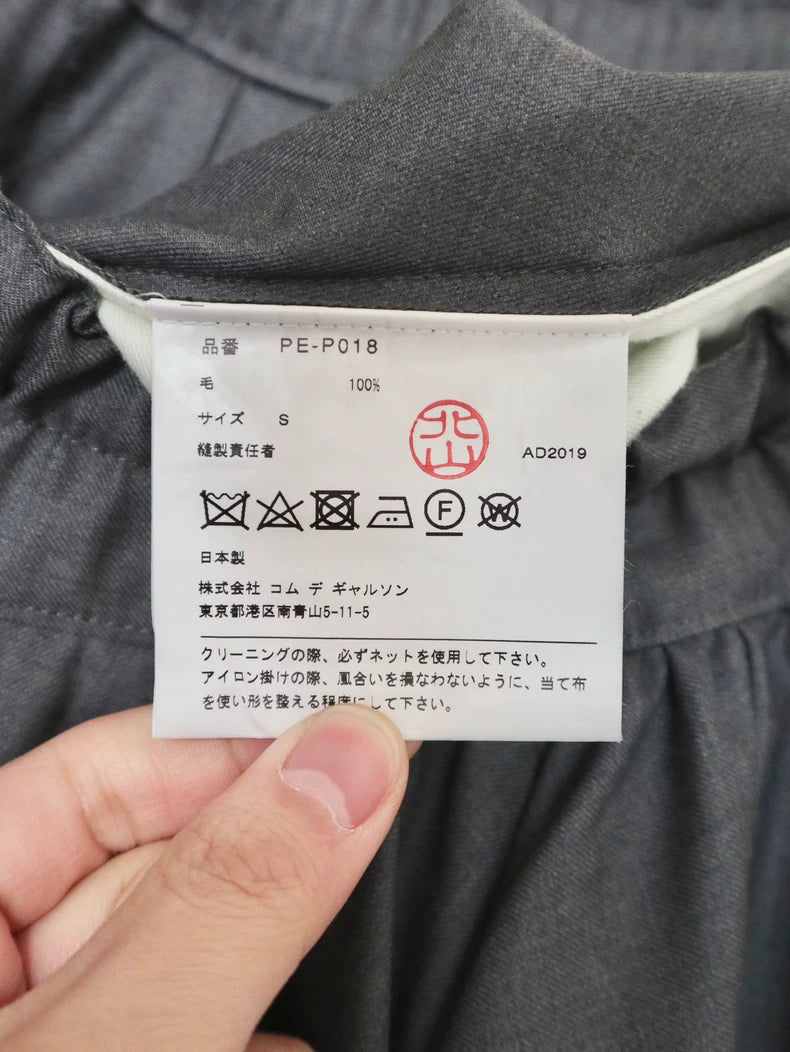 品番 PE-P018
毛 100%
サイズ S
縫製責任者 北山 AD2019
F W
日本製
株式会社 コム デ ギャルソン
東京都港区南青山5-11-5
クリーニングの際、必ずネットを使用して下さい。
アイロン掛けの際、風合いを損なわないように、当て布
を使い形を整える程度にして下さい。